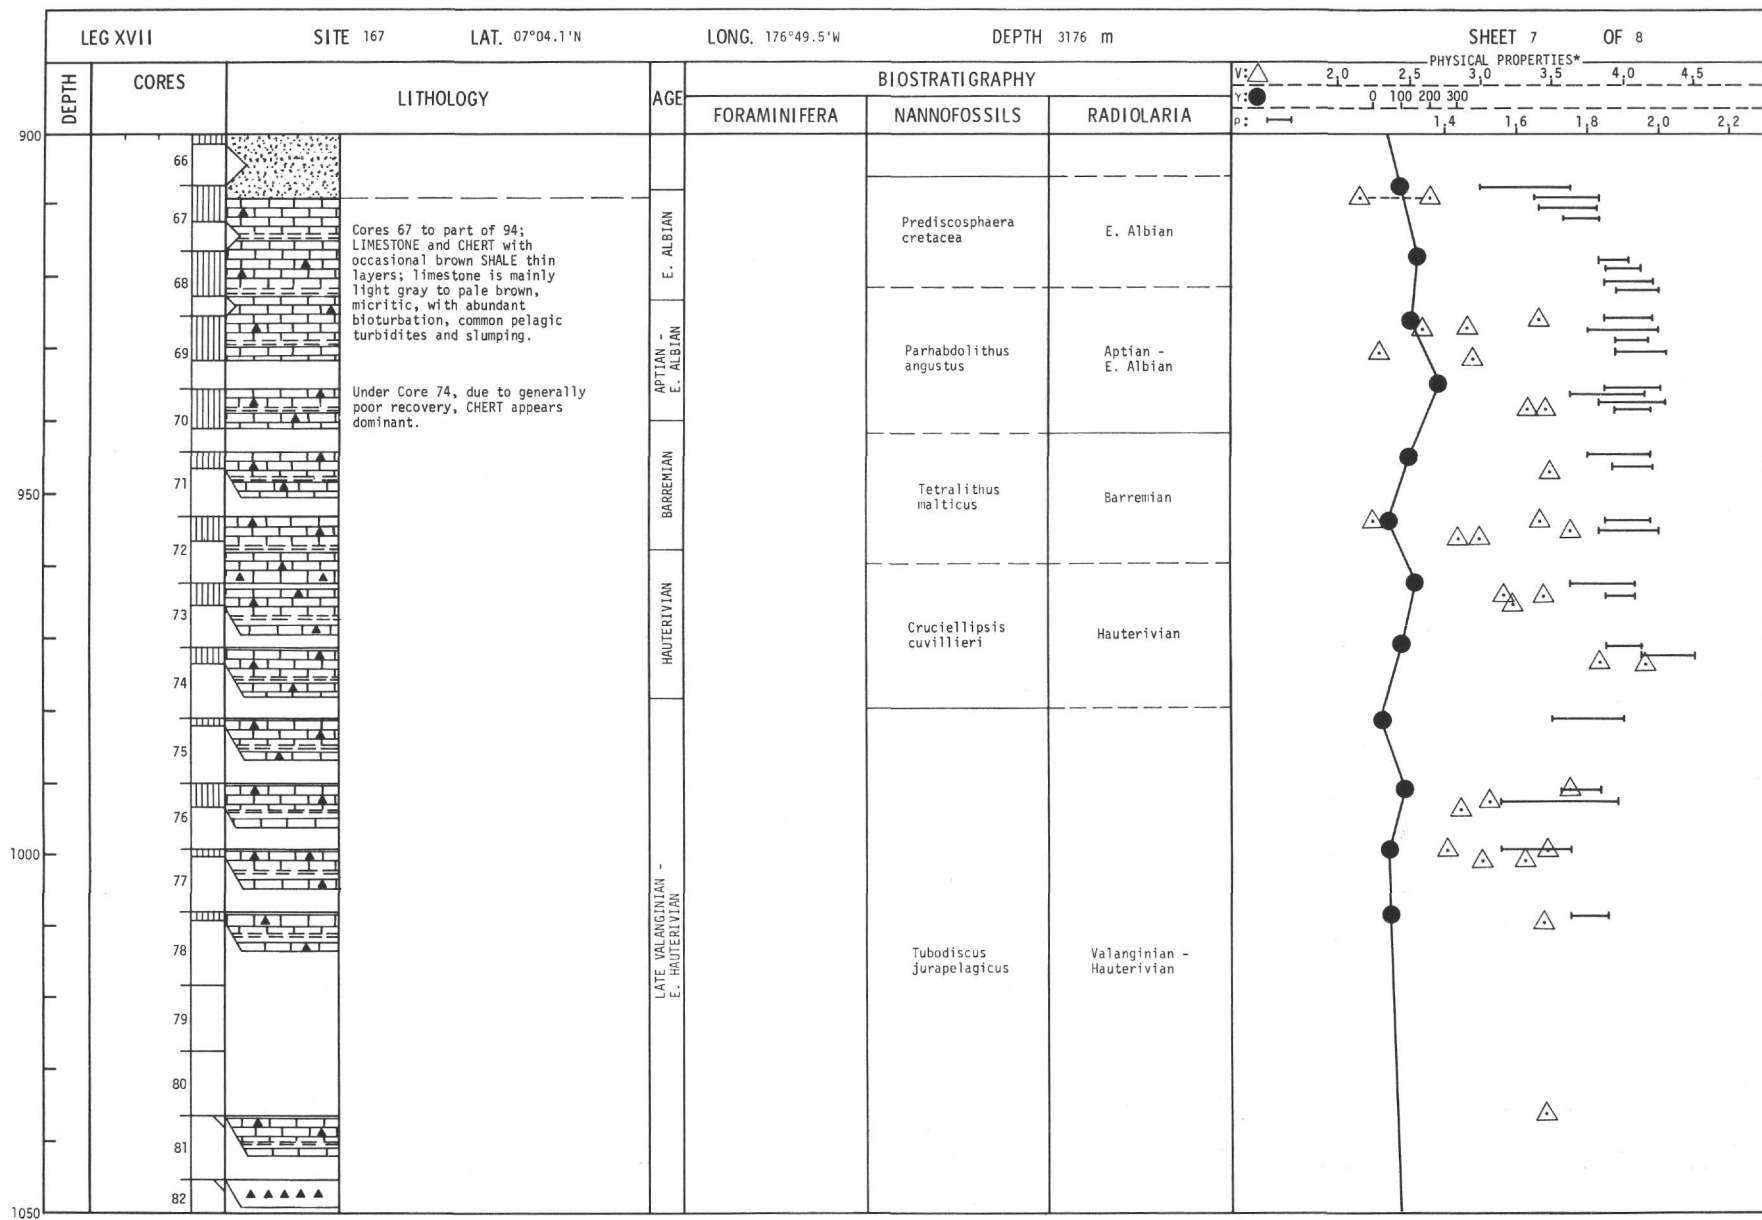 LEG XVII SITE 167 LAT. 07°04.1'N LONG. 176°49.5'W DEPTH 3176 m SHEET 7 OF 8
DEPTH
CORES
LITHOLOGY
AGE
BIOSTRATIGRAPHY
FORAMINIFERA
NANNOFOSSILS
RADIOLARIA
PHYSICAL PROPERTIES*
V: 2,0 2,5 3,0 3,5 4,0 4,5
γ: 0 100 200 300
ρ: 1,4 1,6 1,8 2,0 2,2
900
950
1000
1050
66
67
68
69
70
71
72
73
74
75
76
77
78
79
80
81
82
Cores 67 to part of 94;
LIMESTONE and CHERT with
occasional brown SHALE thin
layers; limestone is mainly
light gray to pale brown,
micritic, with abundant
bioturbation, common pelagic
turbidites and slumping.
Under Core 74, due to generally
poor recovery, CHERT appears
dominant.
E. ALBIAN
APTIAN -
E. ALBIAN
BARREMIAN
HAUTERIVIAN
LATE VALANGINIAN -
E. HAUTERIVIAN
Prediscosphaera
cretacea
E. Albian
Parhabdolithus
angustus
Aptian -
E. Albian
Tetralithus
malticus
Barremian
Cruciellipsis
cuvillieri
Hauterivian
Tubodiscus
jurapelagicus
Valanginian -
Hauterivian